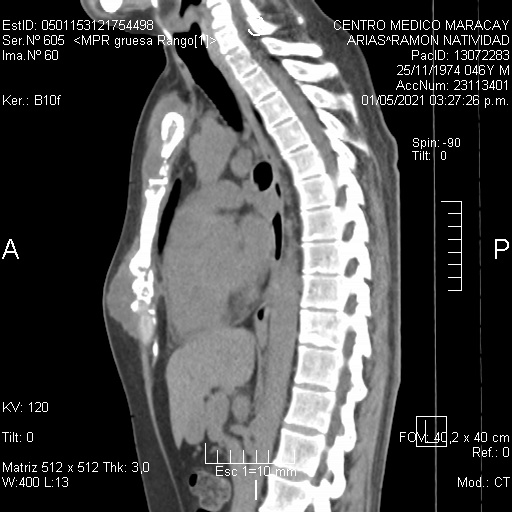 EstID: 0501153121754498
Ser.Nº 605  <MPR gruesa Rango[1]>
Ima.Nº 60
Ker.: B10f
CENTRO MEDICO MARACAY
ARIAS^RAMON NATIVIDAD
PacID: 13072283
25/11/1974 046Y M
AccNum: 23113401
01/05/2021 03:27:26 p.m.
Spin: -90
Tilt: 0
A
P
KV: 120
Tilt: 0
Matriz 512 x 512 Thk: 3,0
W:400 L:13
Esc 1=10 mm
I
FOV: 40,2 x 40 cm
Ref.: 0
Mod.: CT